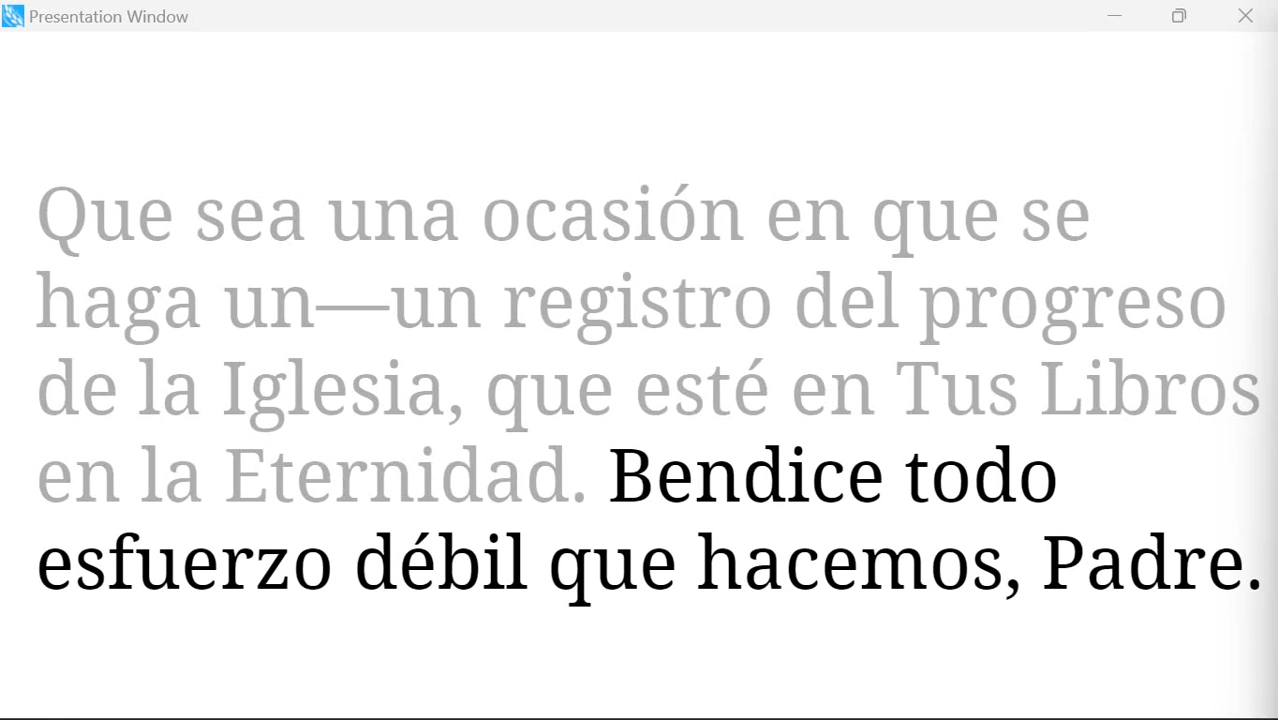 Presentation Window
Que sea una ocasión en que se
haga un—un registro del progreso
de la Iglesia, que esté en Tus Libros
en la Eternidad. Bendice todo
esfuerzo débil que hacemos, Padre.